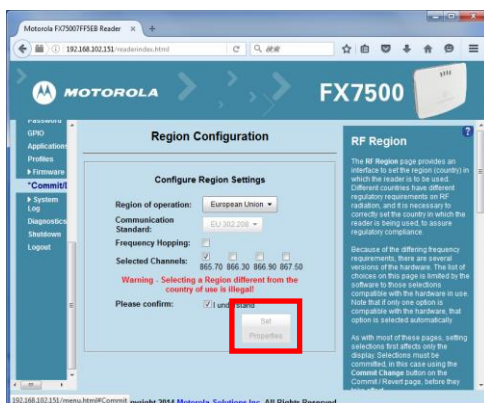 Motorola FX75007FF5EB Reader
192.168.102.151/readerindex.html
検索
MOTOROLA
FX7500
Password
GPIO
Applications
Profiles
Firmware
*Commit/
System
Log
Diagnostics
Shutdown
Logout
Region Configuration
Configure Region Settings
Region of operation: European Union
Communication
Standard: EU 302.208
Frequency Hopping:
Selected Channels:
865.70 866.30 866.90 867.50
Warning - Selecting a Region different from the
country of use is illegal!
Please confirm: I understand
Set
Properties
?
RF Region
The RF Region page provides an
interface to set the region (country) in
which the reader is to be used.
Different countries have different
regulatory requirements on RF
radiation, and it is necessary to
correctly set the country in which the
reader is being used, to assure
regulatory compliance.
Because of the differing frequency
requirements, there are several
versions of the hardware. The list of
choices on this page is limited by the
software to those selections
compatible with the hardware in use.
Note that if only one option is
compatible with the hardware, that
option is selected automatically
As with most of these pages, setting
selections first affects only the
display. Selections must be
committed, in this case using the
Commit Change button on the
Commit / Revert page, before they
192.168.102.151/menu.html#Commit
pyright 2014 Motorola Solutions Inc. All Rights Reserved